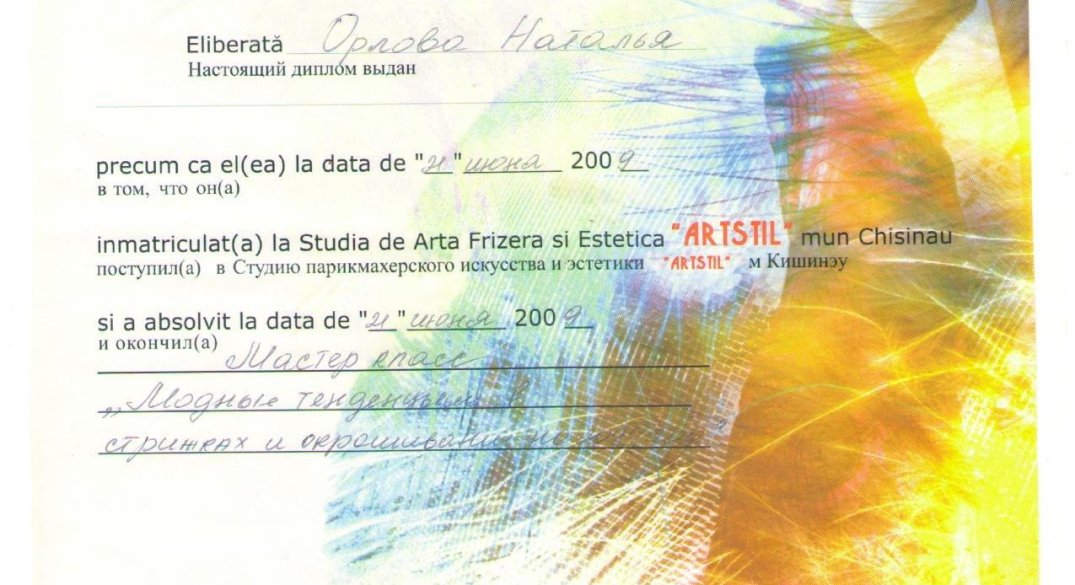 Eliberată Орлова Наталья
Настоящий диплом выдан
precum ca el(ea) la data de "21" июня 2009
в том, что он(а)
inmatriculat(a) la Studia de Arta Frizera si Estetica "ARTSTIL" mun Chisinau
поступил(а) в Студию парикмахерского искусства и эстетики "ARTSTIL" м Кишинэу
si a absolvit la data de "21" июня 2009
и окончил(а)
Мастер класс
„Модные тенденции в
стрижках и окрашивании